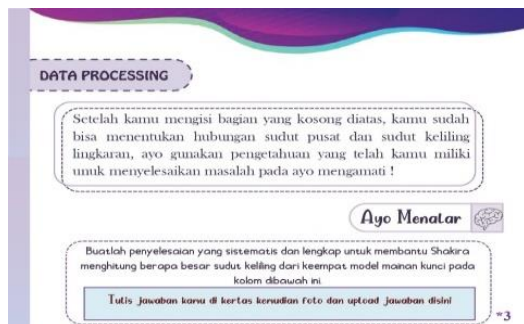 DATA PROCESSING
Setelah kamu mengisi bagian yang kosong diatas, kamu sudah
bisa menentukan hubungan sudut pusat dan sudut keliling
lingkaran, ayo gunakan pengetahuan yang telah kamu miliki
unuk menyelesaikan masalah pada ayo mengamati !
Ayo Menalar
Buatlah penyelesaian yang sistematis dan lengkap untuk membantu Shakira
menghitung berapa besar sudut keliling dari keempat model mainan kunci pada
kolom dibawah ini
Tulis jawaban kamu di kertas kemudian foto dan upload jawaban disini
3